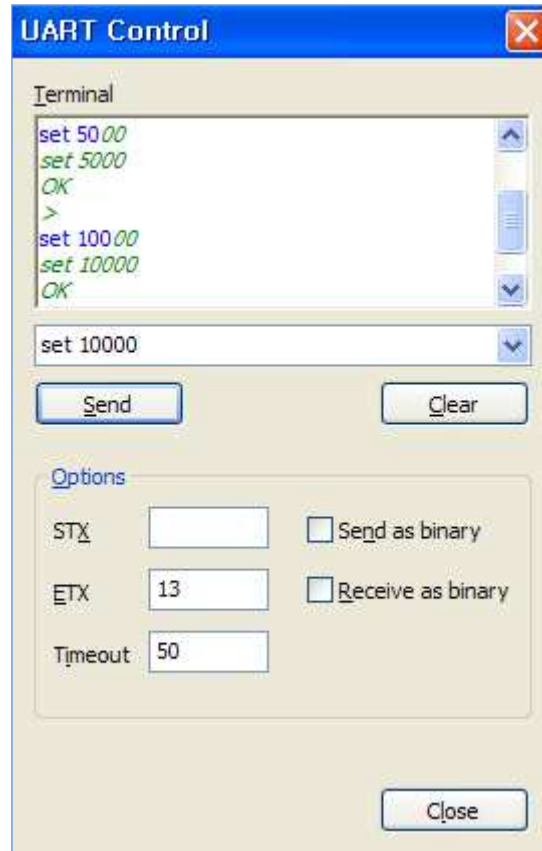 UART Control
Terminal
set 5000
set 5000
OK
>
set 10000
set 10000
OK
set 10000
Send Clear
Options
STX Send as binary
ETX 13 Receive as binary
Timeout 50
Close